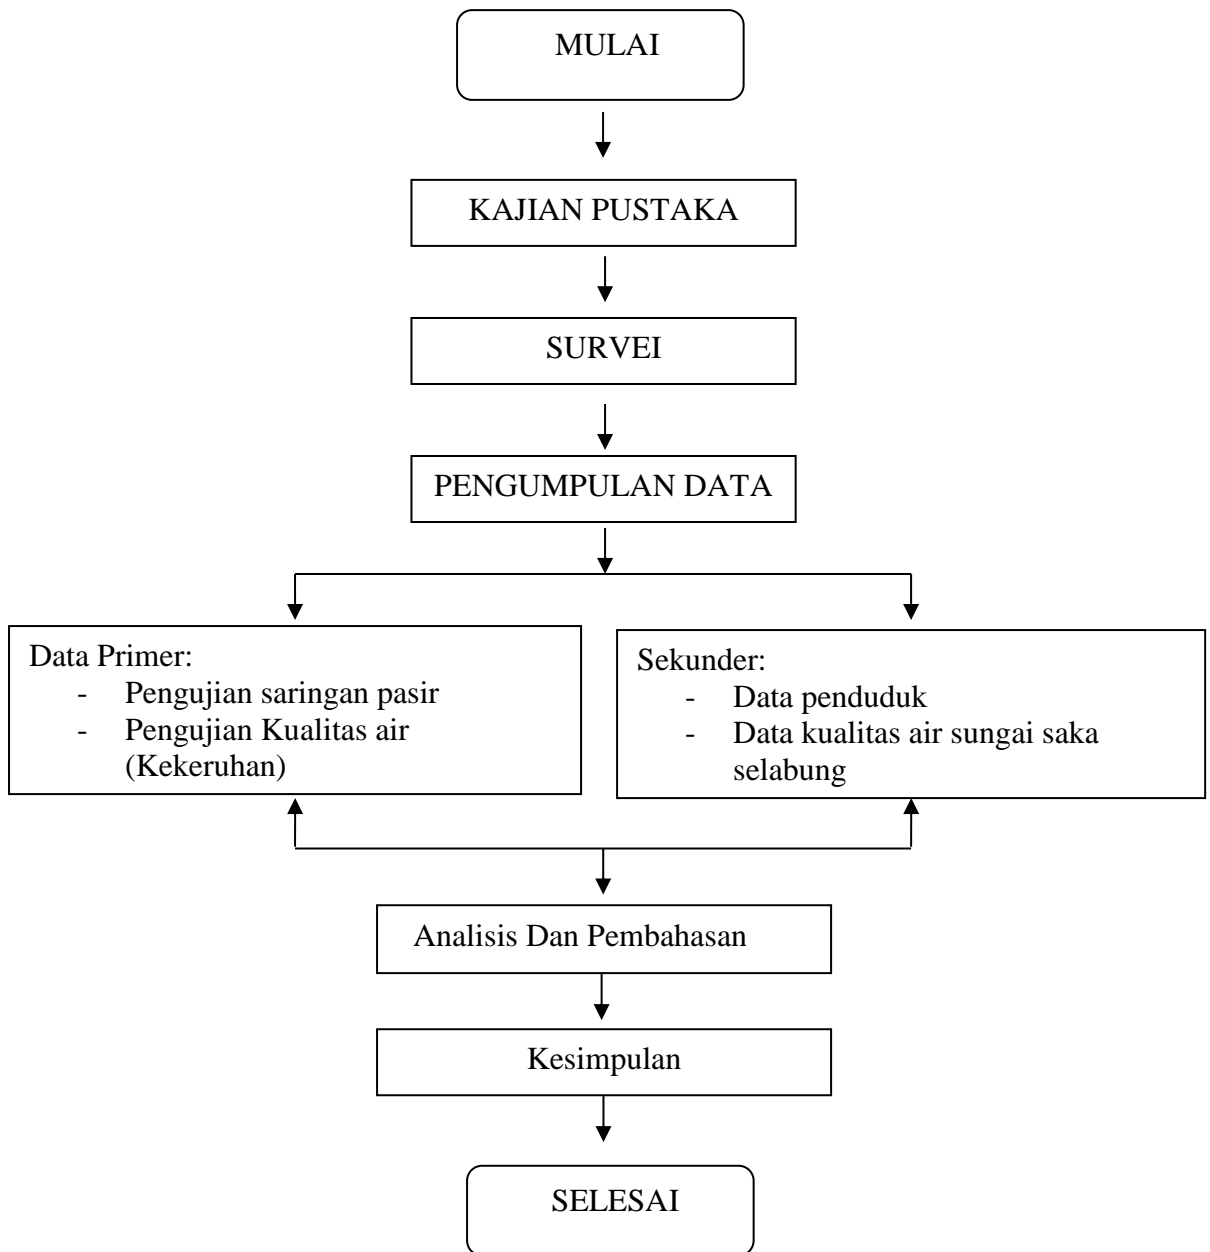 MULAI
KAJIAN PUSTAKA
SURVEI
PENGUMPULAN DATA
Data Primer:
- Pengujian saringan pasir
- Pengujian Kualitas air
(Kekeruhan)
Sekunder:
- Data penduduk
- Data kualitas air sungai saka
selabung
Analisis Dan Pembahasan
Kesimpulan
SELESAI